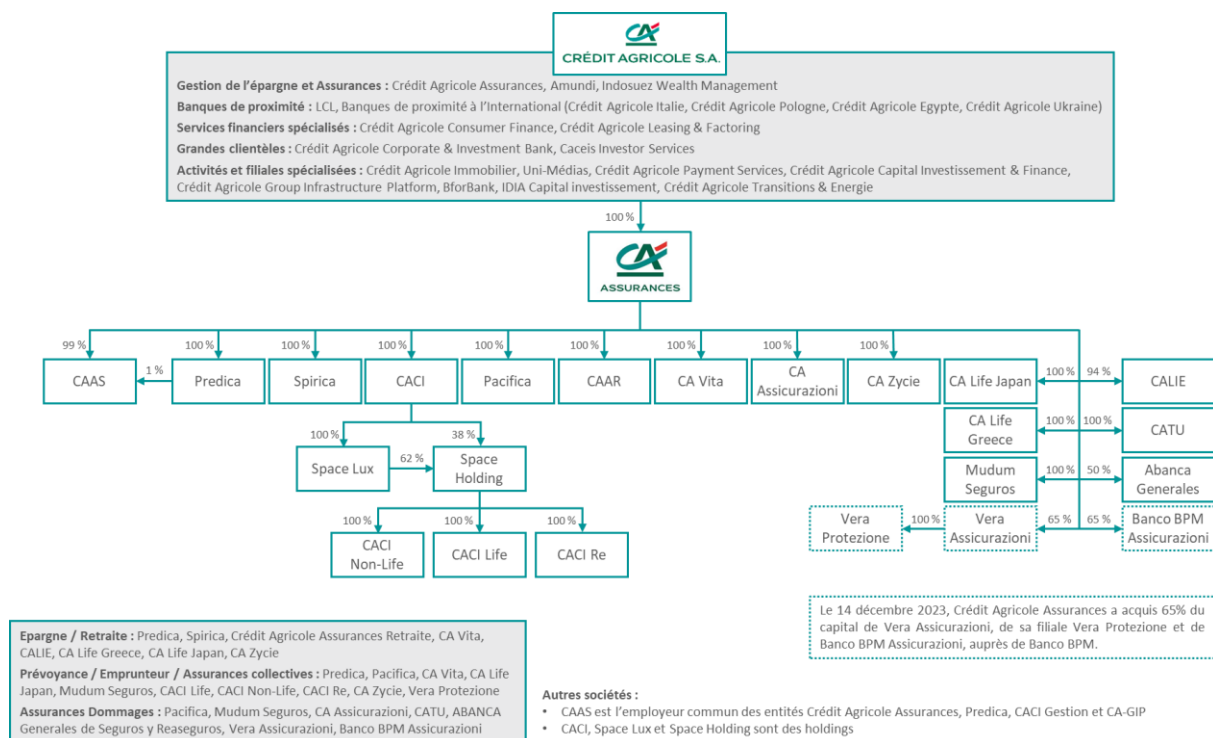 CA
CRÉDIT AGRICOLE S.A.
Gestion de l'épargne et Assurances : Crédit Agricole Assurances, Amundi, Indosuez Wealth Management
Banques de proximité : LCL, Banques de proximité à l'International (Crédit Agricole Italie, Crédit Agricole Pologne, Crédit Agricole Egypte, Crédit Agricole Ukraine)
Services financiers spécialisés : Crédit Agricole Consumer Finance, Crédit Agricole Leasing & Factoring
Grandes clientèles : Crédit Agricole Corporate & Investment Bank, Caceis Investor Services
Activités et filiales spécialisées : Crédit Agricole Immobilier, Uni-Médias, Crédit Agricole Payment Services, Crédit Agricole Capital Investissement & Finance,
Crédit Agricole Group Infrastructure Platform, BforBank, IDIA Capital investissement, Crédit Agricole Transitions & Energie
100 %
CA
ASSURANCES
99 %
100 %
100 %
100 %
100 %
100 %
100 %
100 %
100 %
CAAS
1 %
Predica
Spirica
CACI
Pacifica
CAAR
CA Vita
CA
Assicurazioni
CA Zycie
CA Life Japan
100 %
94 %
CALIE
CA Life
Greece
100 %
100 %
CATU
Mudum
Seguros
100 %
50 %
Abanca
Generales
Vera
Protezione
100 %
Vera
Assicurazioni
65 %
65 %
Banco BPM
Assicurazioni
100 %
38 %
Space Lux
62 %
Space
Holding
100 %
100 %
100 %
CACI
Non-Life
CACI Life
CACI Re
Le 14 décembre 2023, Crédit Agricole Assurances a acquis 65% du
capital de Vera Assicurazioni, de sa filiale Vera Protezione et de
Banco BPM Assicurazioni, auprès de Banco BPM.
Epargne / Retraite : Predica, Spirica, Crédit Agricole Assurances Retraite, CA Vita,
CALIE, CA Life Greece, CA Life Japan, CA Zycie
Prévoyance / Emprunteur / Assurances collectives : Predica, Pacifica, CA Vita, CA Life
Japan, Mudum Seguros, CACI Life, CACI Non-Life, CACI Re, CA Zycie, Vera Protezione
Assurances Dommages : Pacifica, Mudum Seguros, CA Assicurazioni, CATU, ABANCA
Generales de Seguros y Reaseguros, Vera Assicurazioni, Banco BPM Assicurazioni
Autres sociétés :
• CAAS est l'employeur commun des entités Crédit Agricole Assurances, Predica, CACI Gestion et CA-GIP
• CACI, Space Lux et Space Holding sont des holdings